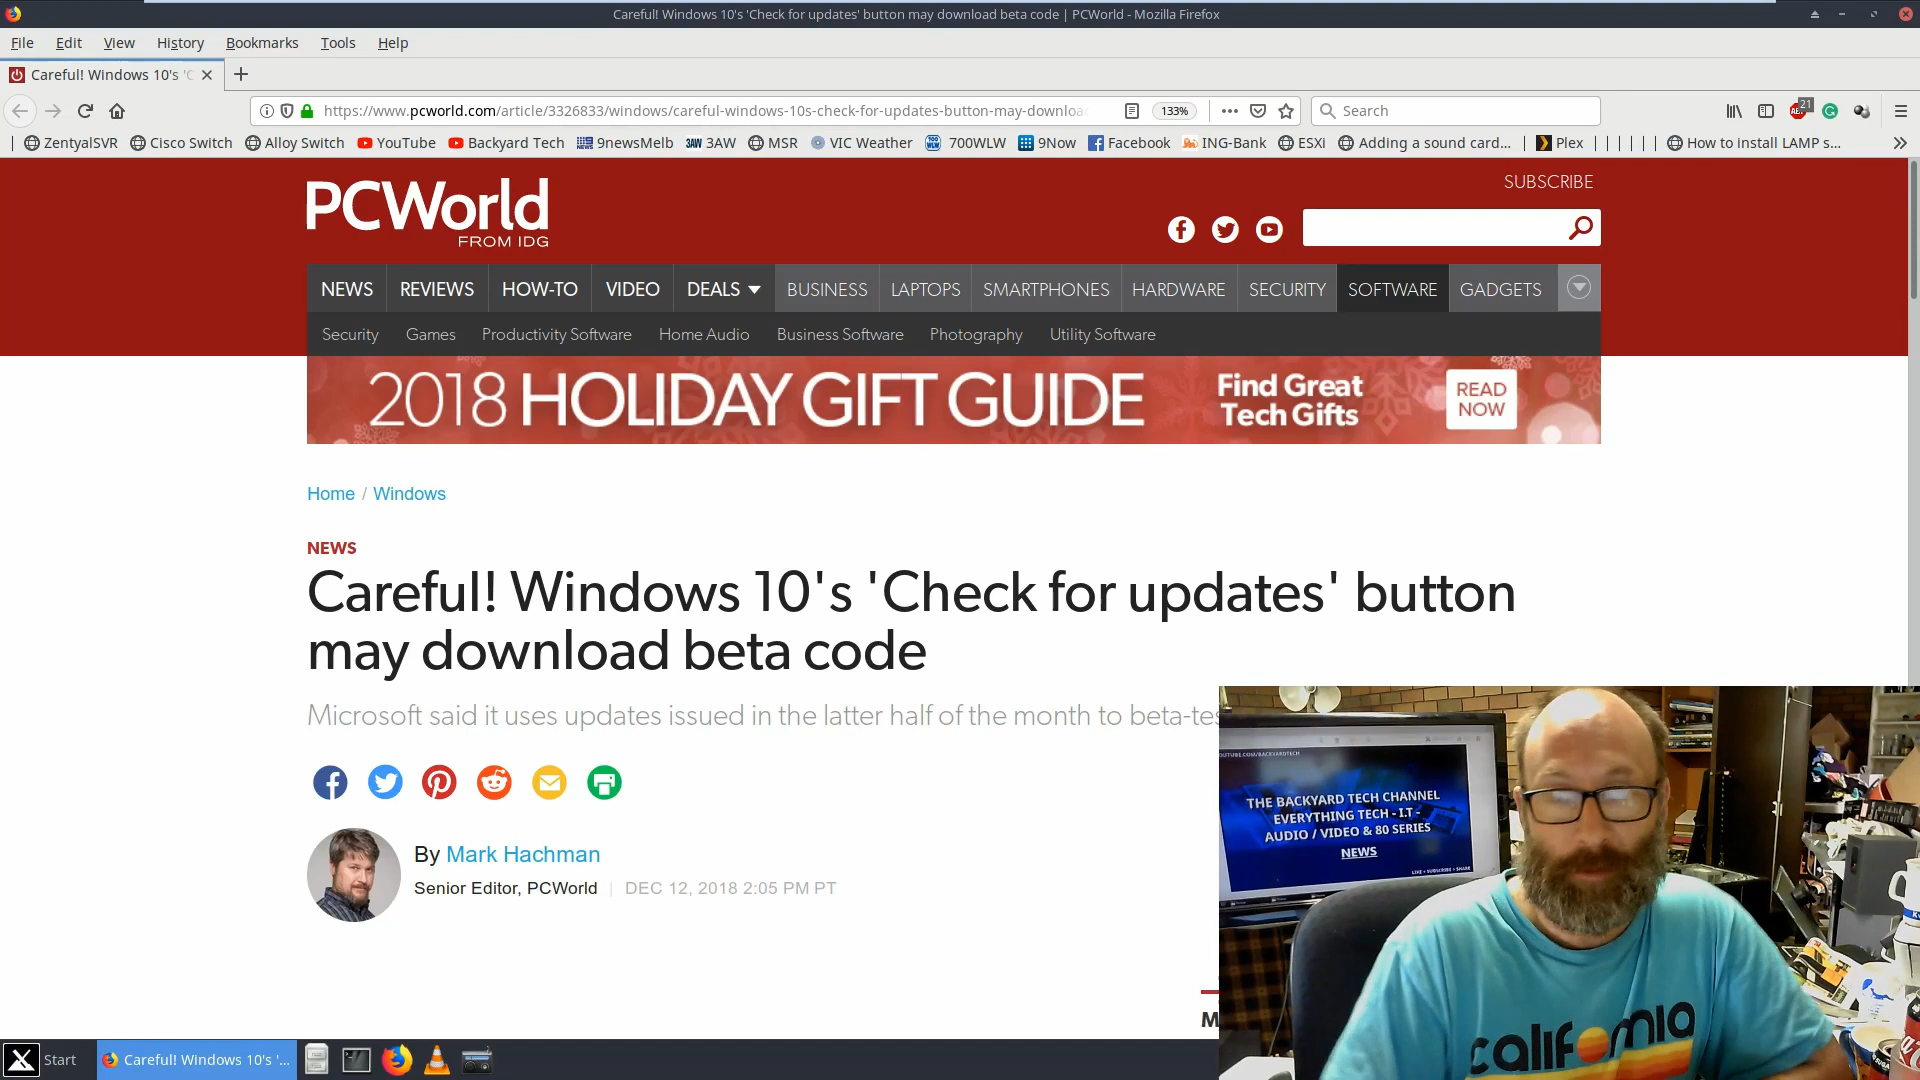 Careful! Windows 10's 'Check for updates' button may download beta code | PCWorld - Mozilla Firefox
File Edit View History Bookmarks Tools Help
Careful! Windows 10's 'C
https://www.pcworld.com/article/3326833/windows/careful-windows-10s-check-for-updates-button-may-downloa
133%
Search
21
ZentyalSVR Cisco Switch Alloy Switch YouTube Backyard Tech 9newsMelb 3AW 3AW MSR VIC Weather 700WLW 9Now Facebook ING-Bank ESXi Adding a sound card... Plex How to install LAMP s...
SUBSCRIBE
PCWorld
FROM IDG
NEWS REVIEWS HOW-TO VIDEO DEALS BUSINESS LAPTOPS SMARTPHONES HARDWARE SECURITY SOFTWARE GADGETS
Security Games Productivity Software Home Audio Business Software Photography Utility Software
2018 HOLIDAY GIFT GUIDE
Find Great
Tech Gifts
READ
NOW
Home / Windows
NEWS
Careful! Windows 10's 'Check for updates' button
may download beta code
Microsoft said it uses updates issued in the latter half of the month to beta-tes
By Mark Hachman
Senior Editor, PCWorld | DEC 12, 2018 2:05 PM PT
M
THE BACKYARD TECH CHANNEL
EVERYTHING TECH - I.T -
AUDIO / VIDEO & 80 SERIES
NEWS
LIKE + SUBSCRIBE + SHARE
california
Start
Careful! Windows 10's '...